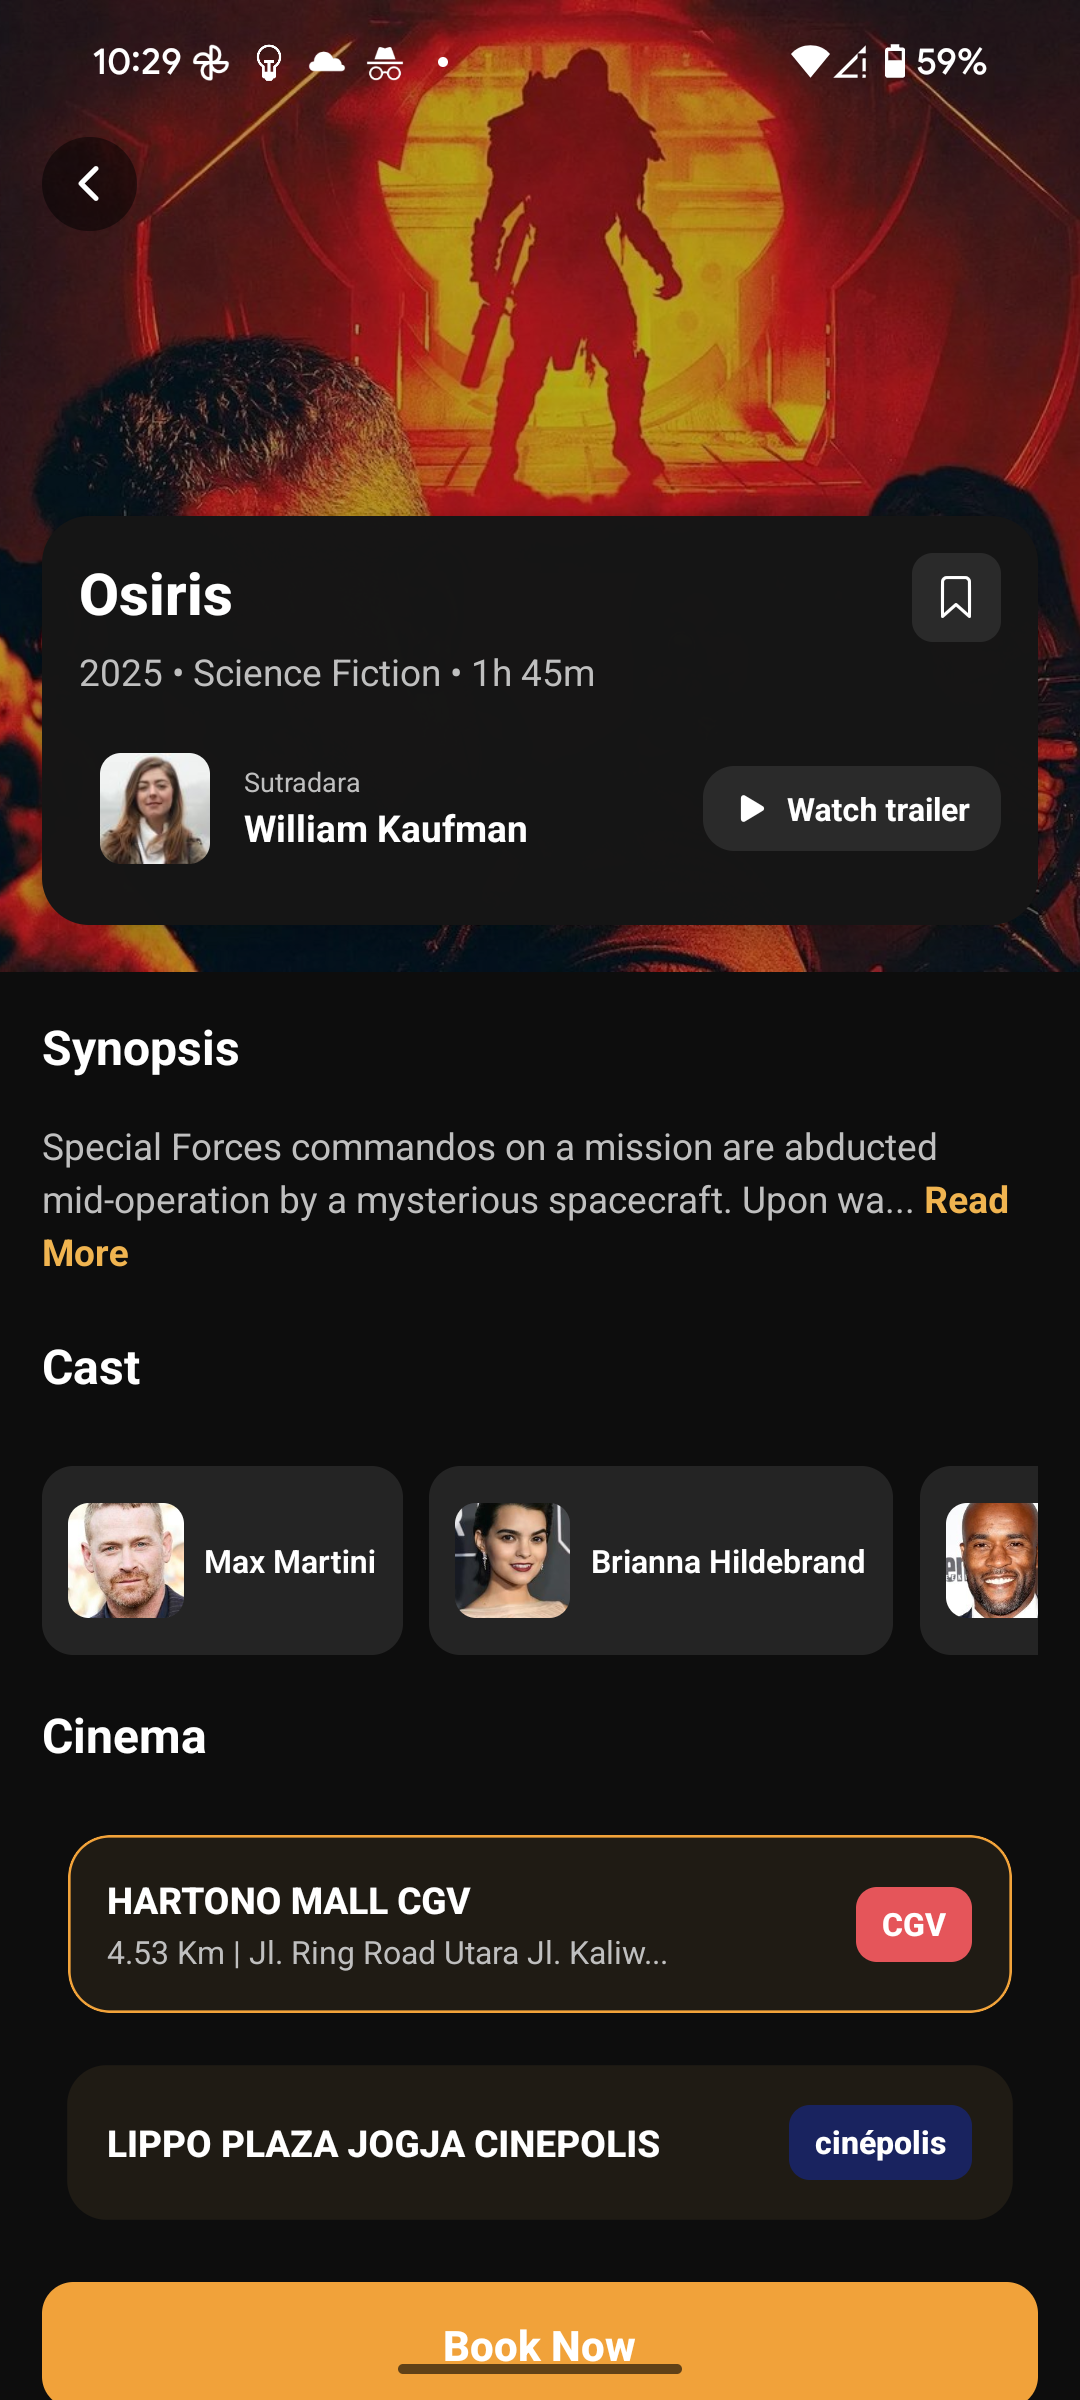 10:29
59%
Osiris
2025 • Science Fiction • 1h 45m
Sutradara
William Kaufman
Watch trailer
Synopsis
Special Forces commandos on a mission are abducted
mid-operation by a mysterious spacecraft. Upon wa... Read
More
Cast
Max Martini
Brianna Hildebrand
Cinema
HARTONO MALL CGV
4.53 Km | Jl. Ring Road Utara Jl. Kaliw...
CGV
LIPPO PLAZA JOGJA CINEPOLIS
cinépolis
Book Now